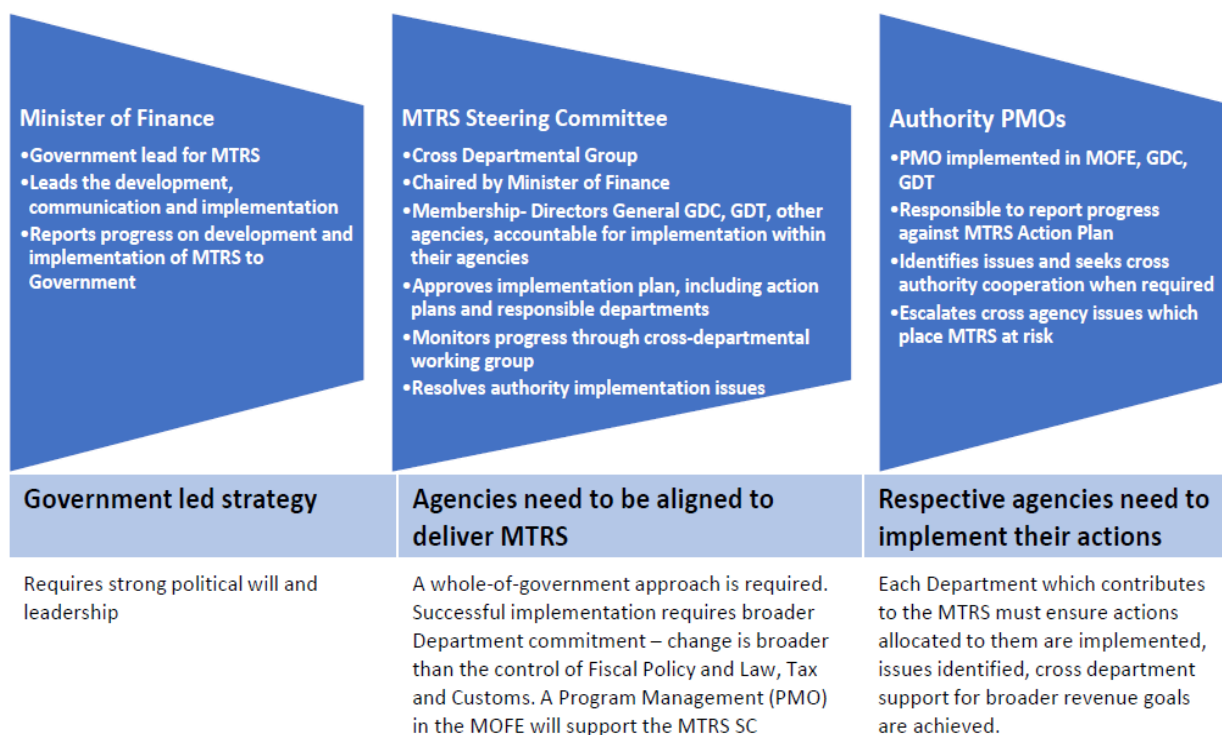 Minister of Finance
•Government lead for MTRS
•Leads the development,
communication and implementation
•Reports progress on development and
implementation of MTRS to
Government
MTRS Steering Committee
•Cross Departmental Group
•Chaired by Minister of Finance
•Membership- Directors General GDC, GDT, other
agencies, accountable for implementation within
their agencies
•Approves implementation plan, including action
plans and responsible departments
•Monitors progress through cross-departmental
working group
•Resolves authority implementation issues
Authority PMOs
•PMO implemented in MOFE, GDC,
GDT
•Responsible to report progress
against MTRS Action Plan
•Identifies issues and seeks cross
authority cooperation when required
•Escalates cross agency issues which
place MTRS at risk
Government led strategy
Agencies need to be aligned to
deliver MTRS
Respective agencies need to
implement their actions
Requires strong political will and
leadership
A whole-of-government approach is required.
Successful implementation requires broader
Department commitment – change is broader
than the control of Fiscal Policy and Law, Tax
and Customs. A Program Management (PMO)
in the MOFE will support the MTRS SC
Each Department which contributes
to the MTRS must ensure actions
allocated to them are implemented,
issues identified, cross department
support for broader revenue goals
are achieved.